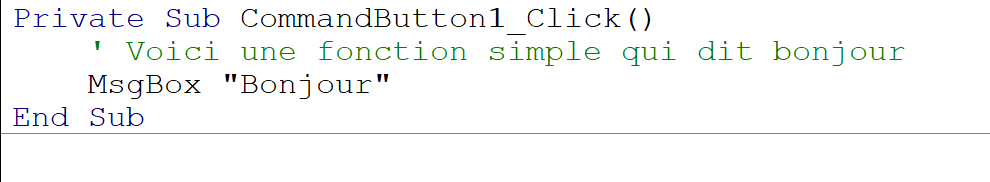 Private Sub CommandButton1_Click()
' Voici une fonction simple qui dit bonjour
MsgBox "Bonjour"
End Sub